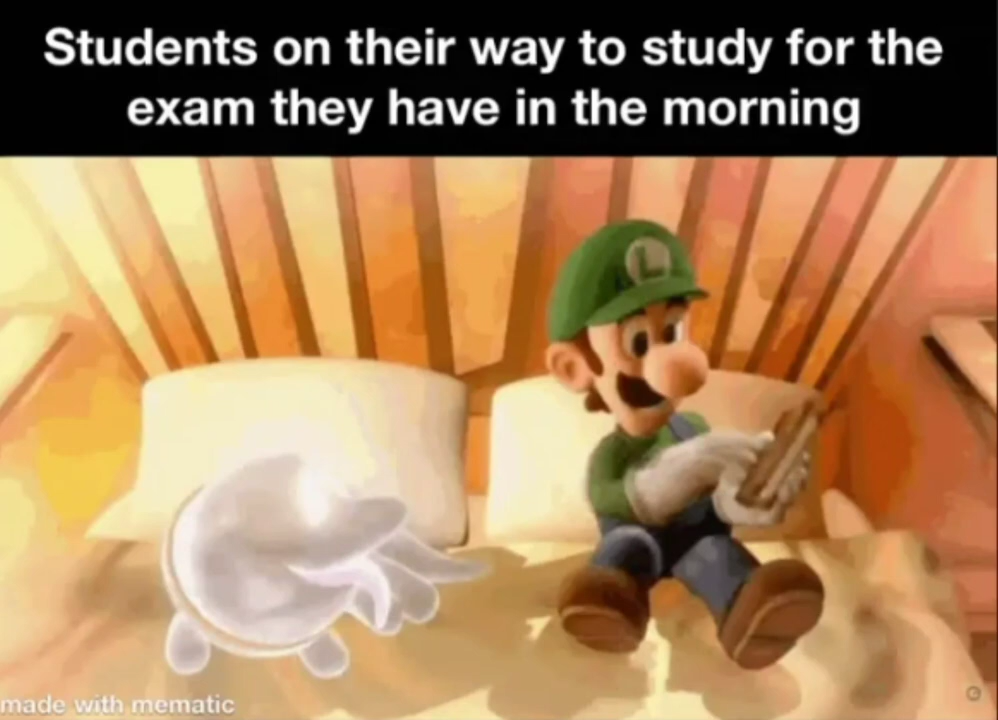 Students on their way to study for the
exam they have in the morning
L
made with mematic